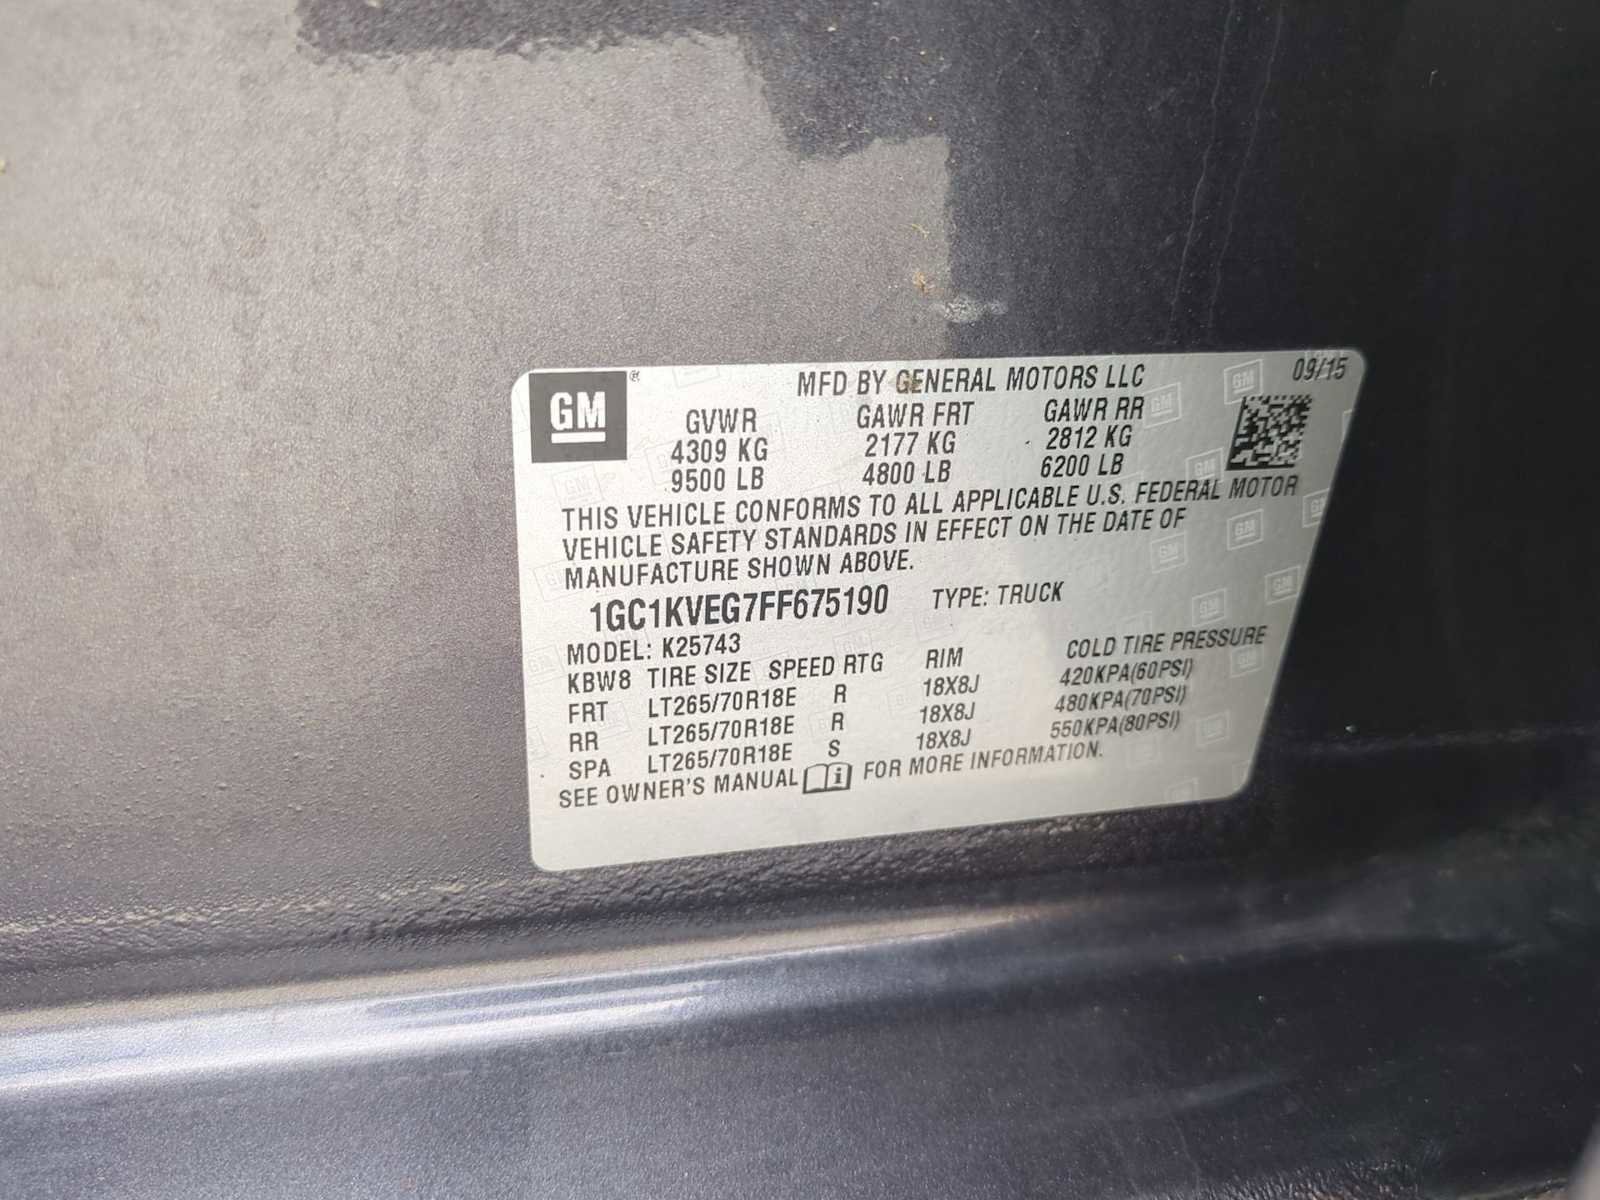 GM ® MFD BY GENERAL MOTORS LLC 09/15
GVWR GAWR FRT GAWR RR
4309 KG 2177 KG 2812 KG
9500 LB 4800 LB 6200 LB
THIS VEHICLE CONFORMS TO ALL APPLICABLE U.S. FEDERAL MOTOR
VEHICLE SAFETY STANDARDS IN EFFECT ON THE DATE OF
MANUFACTURE SHOWN ABOVE.
1GC1KVEG7FF675190 TYPE: TRUCK
MODEL: K25743
KBW8 TIRE SIZE SPEED RTG RIM COLD TIRE PRESSURE
FRT LT265/70R18E R 18X8J 420KPA(60PSI)
RR LT265/70R18E R 18X8J 480KPA(70PSI)
SPA LT265/70R18E S 18X8J 550KPA(80PSI)
SEE OWNER'S MANUAL FOR MORE INFORMATION.